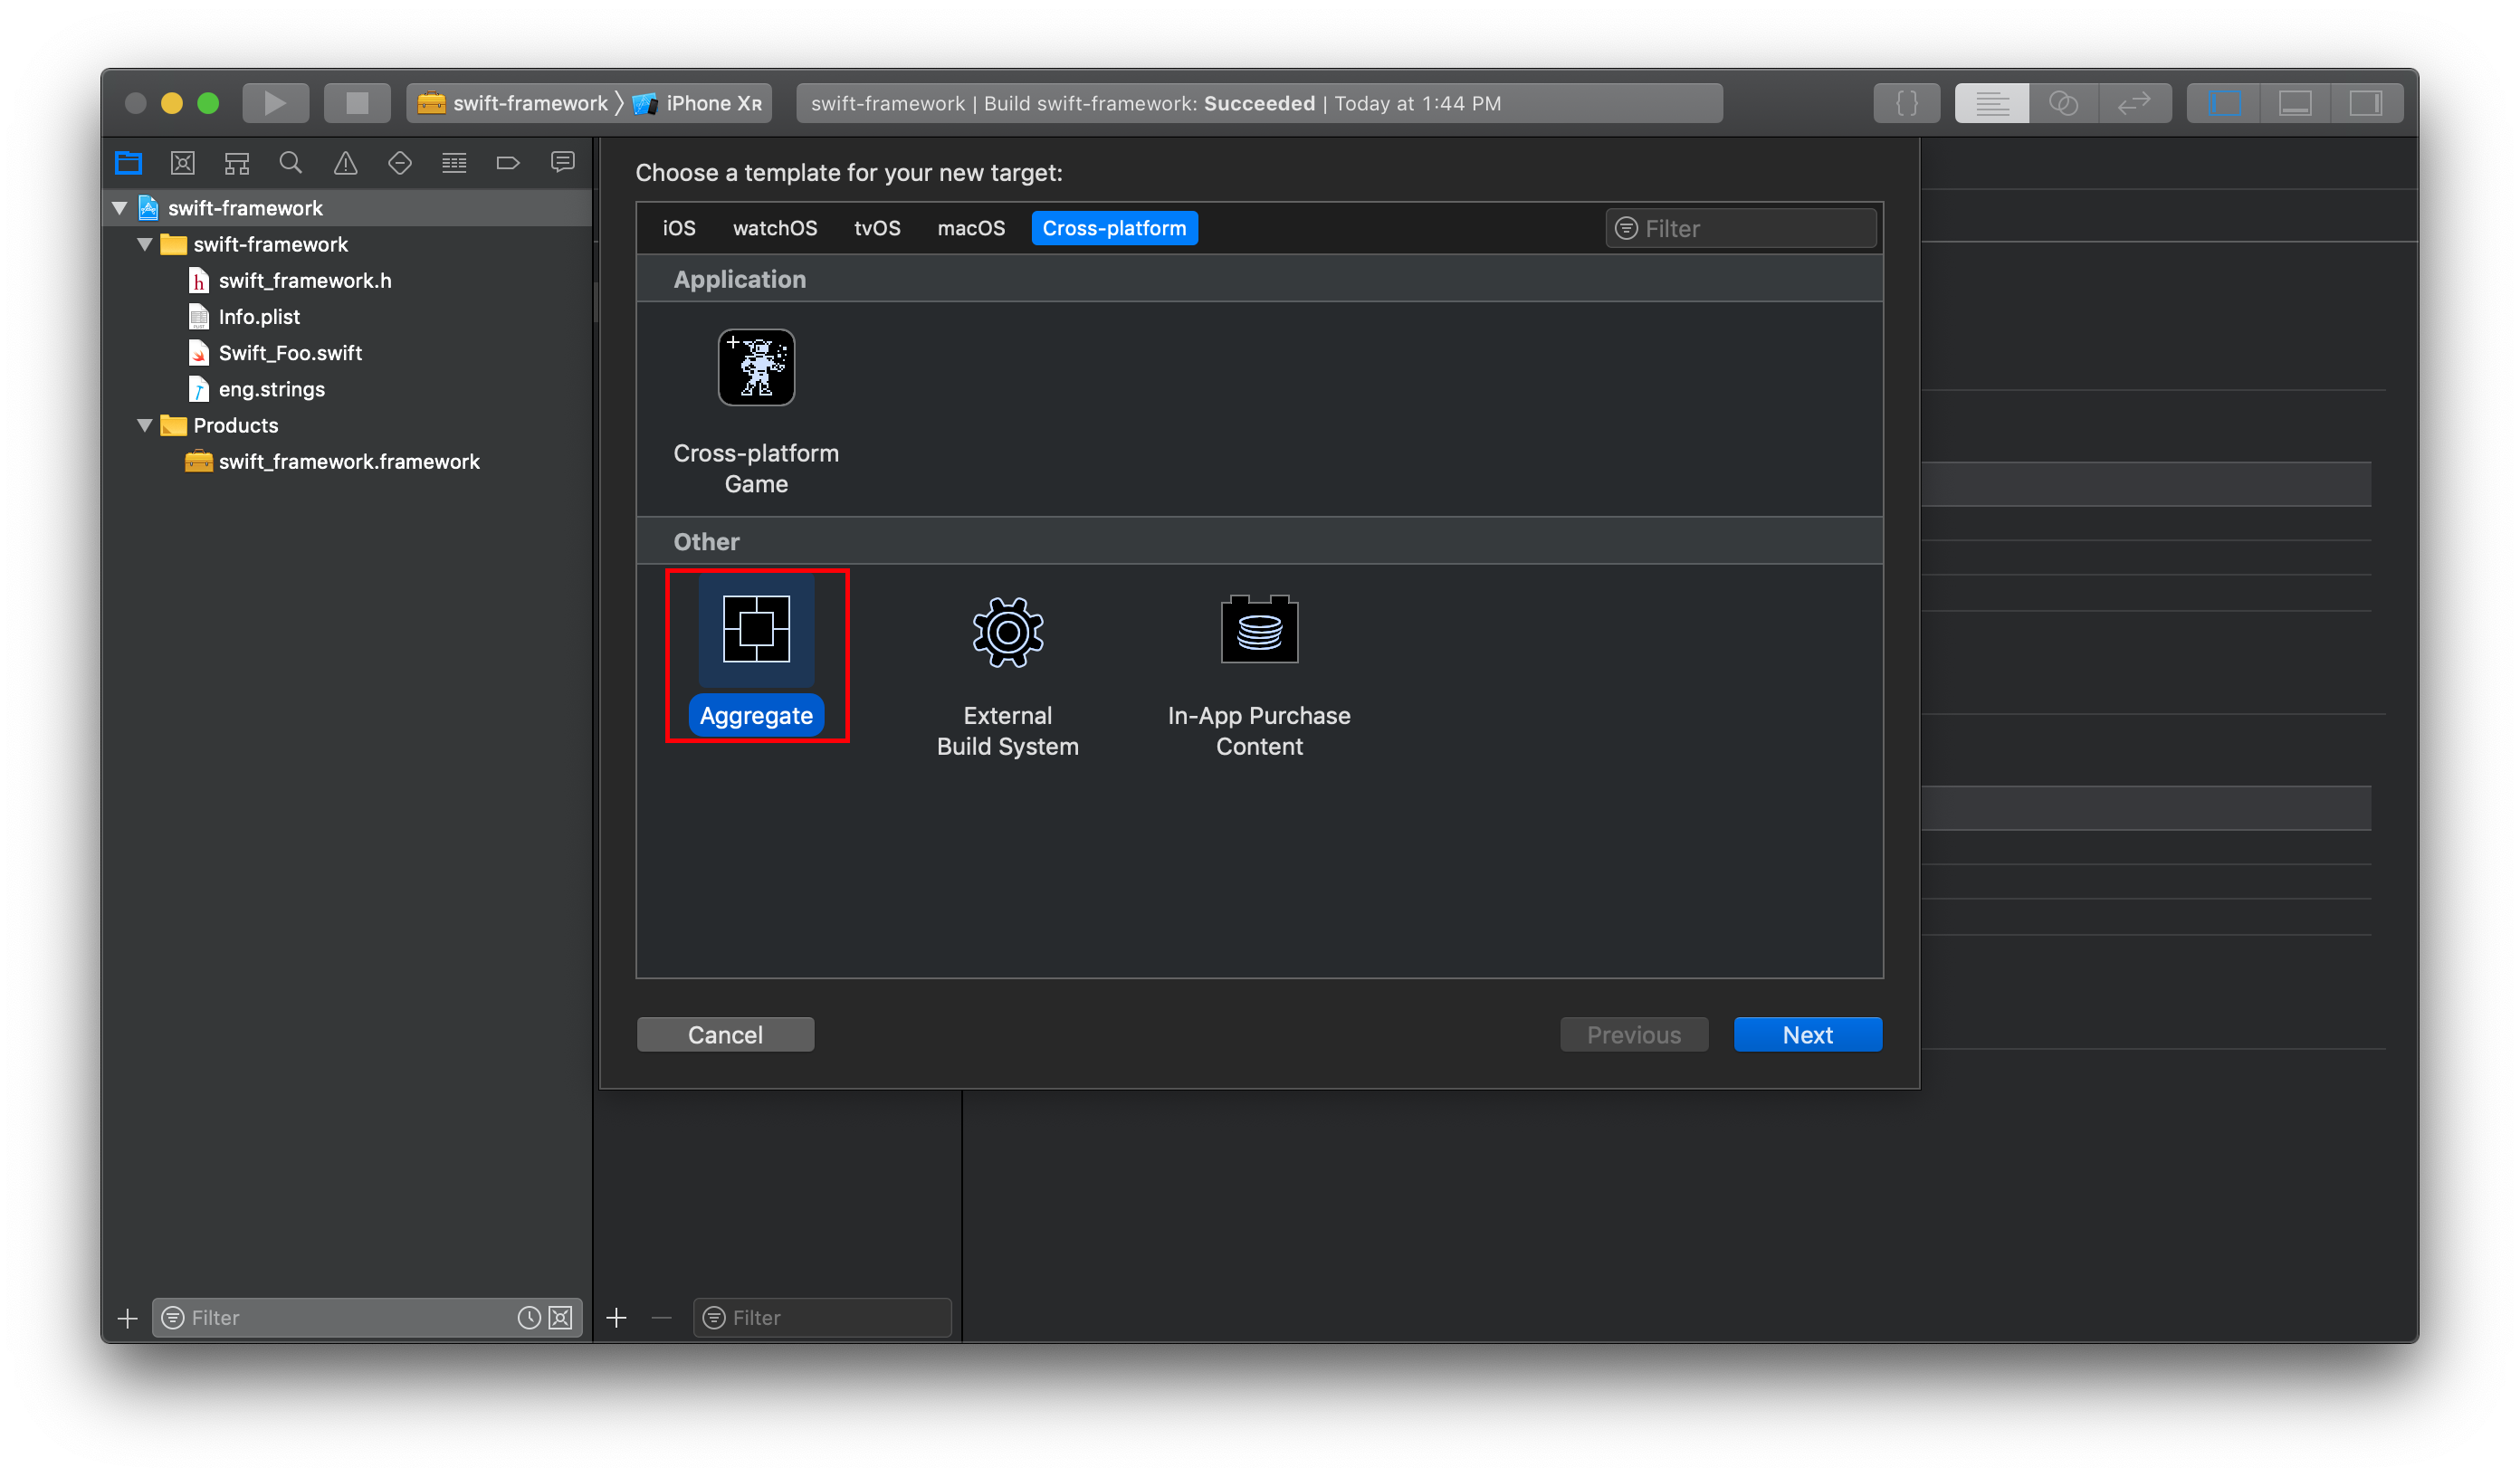 swift-framework 〉 iPhone XR
swift-framework | Build swift-framework: Succeeded | Today at 1:44 PM
Choose a template for your new target:
swift-framework
swift-framework
swift_framework.h
Info.plist
Swift_Foo.swift
eng.strings
Products
swift_framework.framework
iOS watchOS tvOS macOS Cross-platform Filter
Application
Cross-platform
Game
Other
Aggregate
External
Build System
In-App Purchase
Content
Cancel Previous Next
Filter
Filter